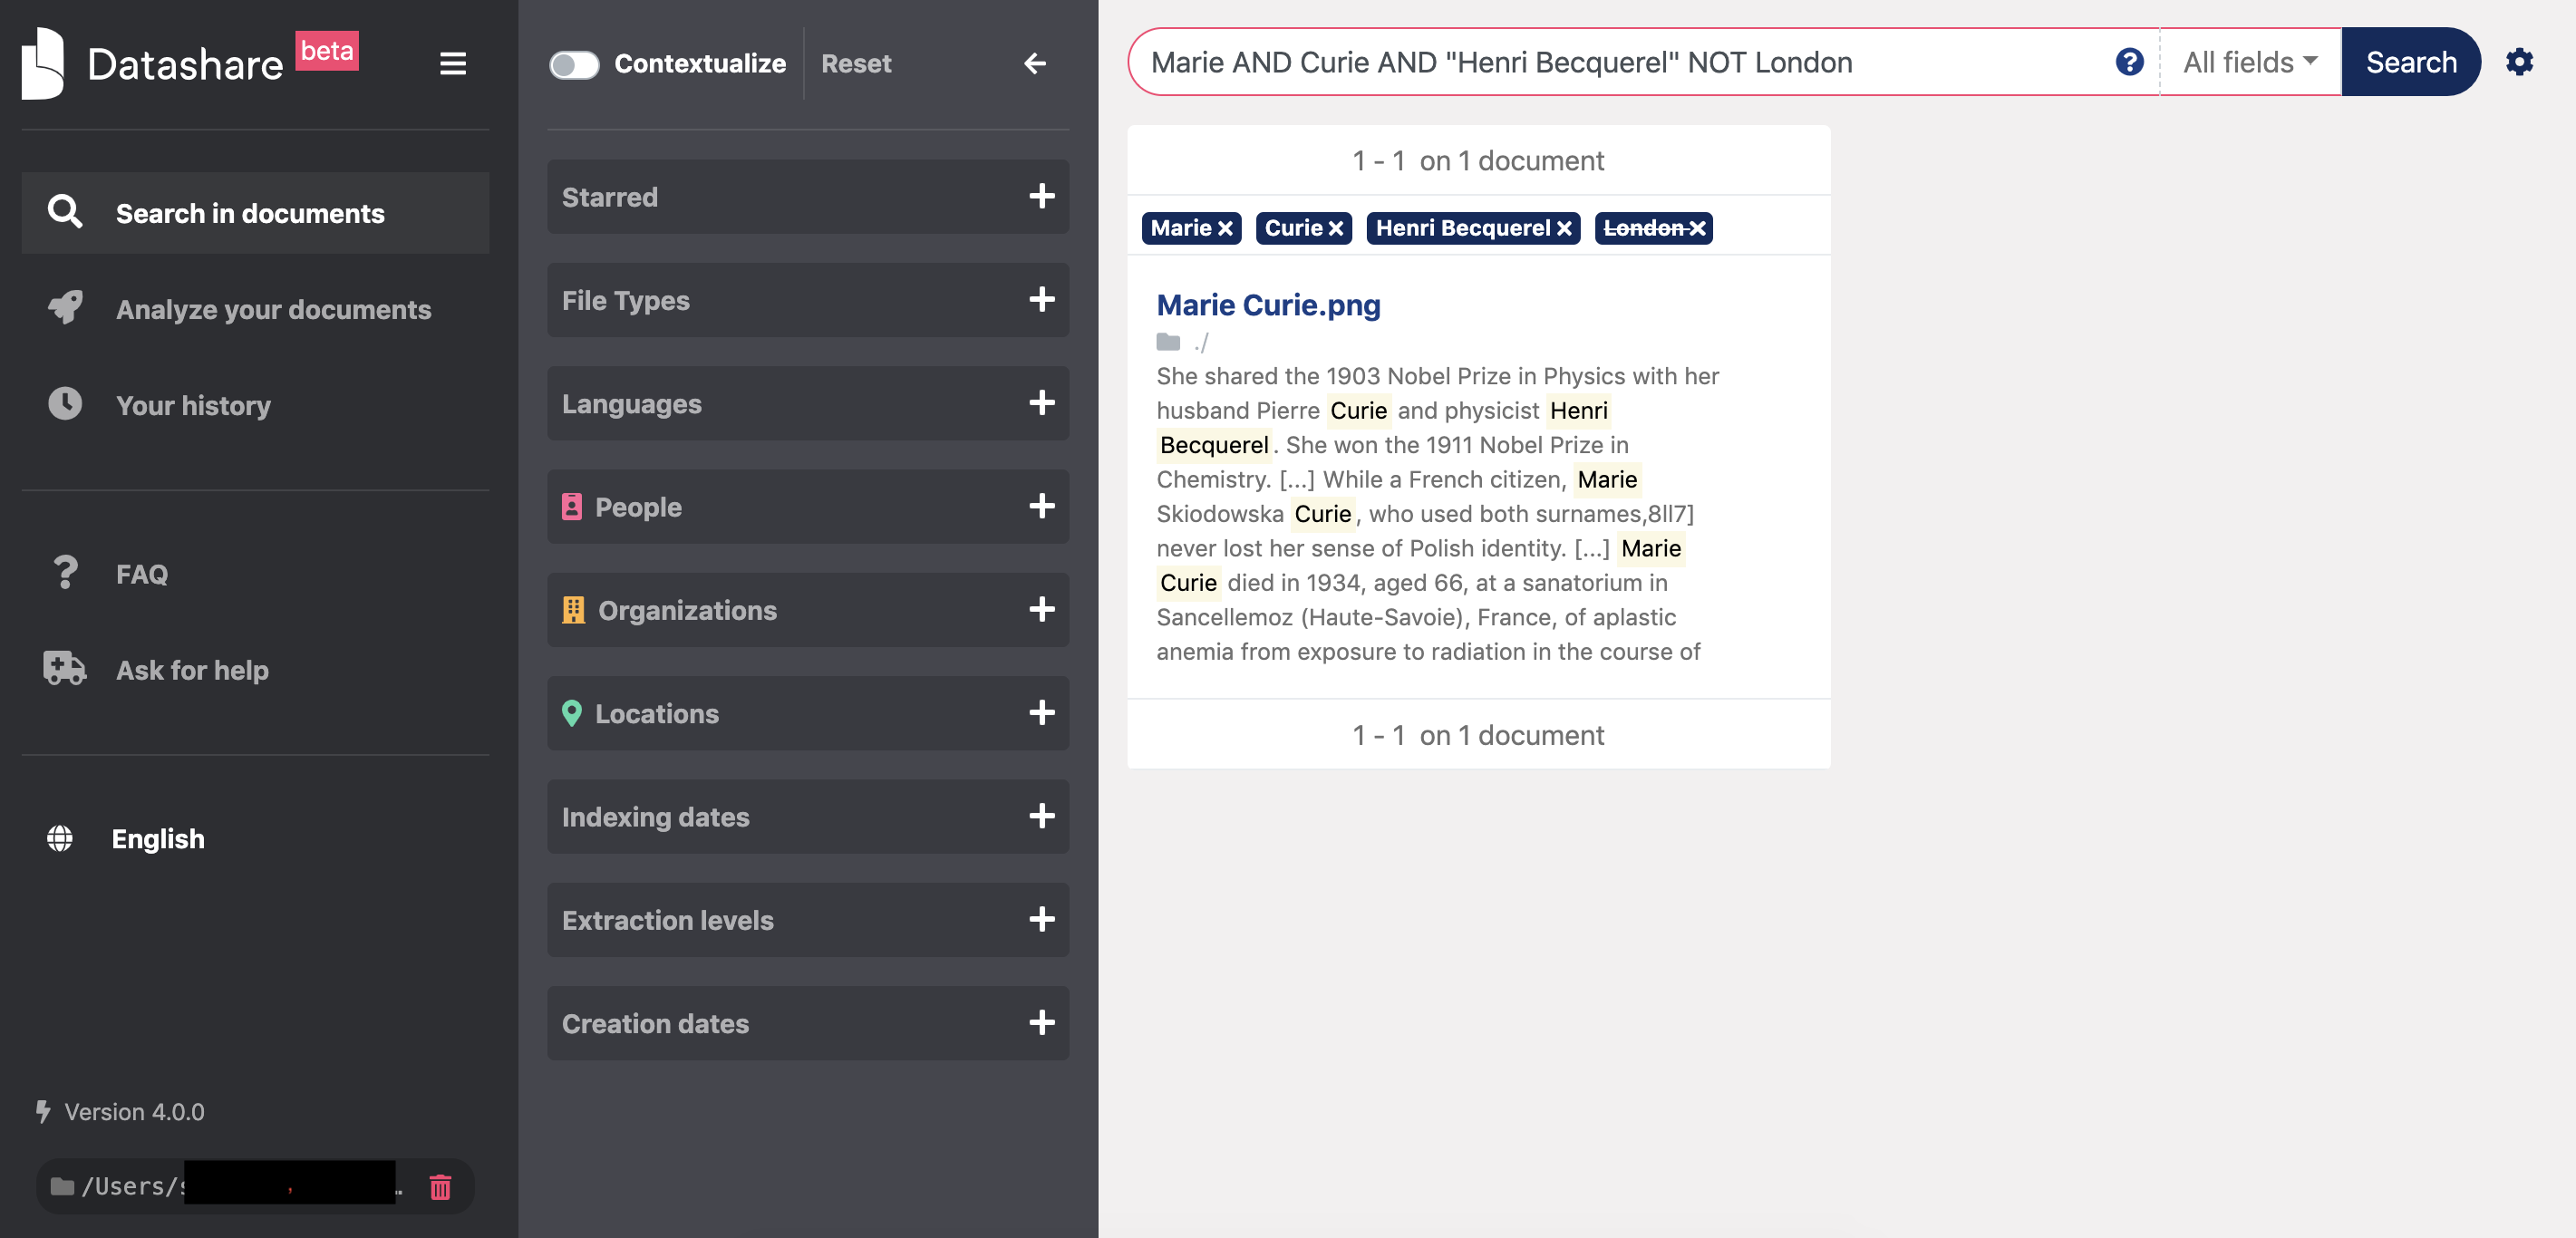 Datashare beta
Search in documents
Analyze your documents
Your history
FAQ
Ask for help
English
Version 4.0.0
/Users/s
Contextualize Reset
Starred
File Types
Languages
People
Organizations
Locations
Indexing dates
Extraction levels
Creation dates
Marie AND Curie AND "Henri Becquerel" NOT London
All fields
Search
1 - 1 on 1 document
Marie Curie Henri Becquerel London
Marie Curie.png
./
She shared the 1903 Nobel Prize in Physics with her
husband Pierre Curie and physicist Henri
Becquerel. She won the 1911 Nobel Prize in
Chemistry. [...] While a French citizen, Marie
Skiodowska Curie, who used both surnames,8ll7]
never lost her sense of Polish identity. [...] Marie
Curie died in 1934, aged 66, at a sanatorium in
Sancellemoz (Haute-Savoie), France, of aplastic
anemia from exposure to radiation in the course of
1 - 1 on 1 document